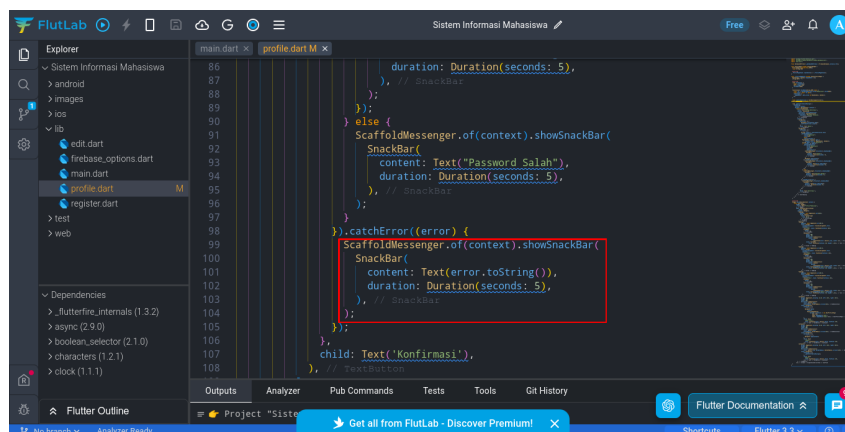 FlutLab
Sistem Informasi Mahasiswa
Free
A
Explorer
main.dart
profile.dart M
Sistem Informasi Mahasiswa
android
images
ios
lib
edit.dart
firebase_options.dart
main.dart
profile.dart M
register.dart
test
web
1
Dependencies
_flutterfire_internals (1.3.2)
async (2.9.0)
boolean_selector (2.1.0)
characters (1.2.1)
clock (1.1.1)
Flutter Outline
86 duration: Duration(seconds: 5),
87 ), // SnackBar
88 );
89 });
90 } else {
91 ScaffoldMessenger.of(context).showSnackBar(
92 SnackBar(
93 content: Text("Password Salah"),
94 duration: Duration(seconds: 5),
95 ), // SnackBar
96 );
97 }
98 }).catchError((error) {
99 ScaffoldMessenger.of(context).showSnackBar(
100 SnackBar(
101 content: Text(error.toString()),
102 duration: Duration(seconds: 5),
103 ), // SnackBar
104 );
105 });
106 },
107 child: Text('Konfirmasi'),
108 ), // TextButton
Outputs Analyzer Pub Commands Tests Tools Git History
Project "Siste
Get all from FlutLab - Discover Premium!
Flutter Documentation
No branch Analyzer Ready
Shortcuts Flutter 3.3